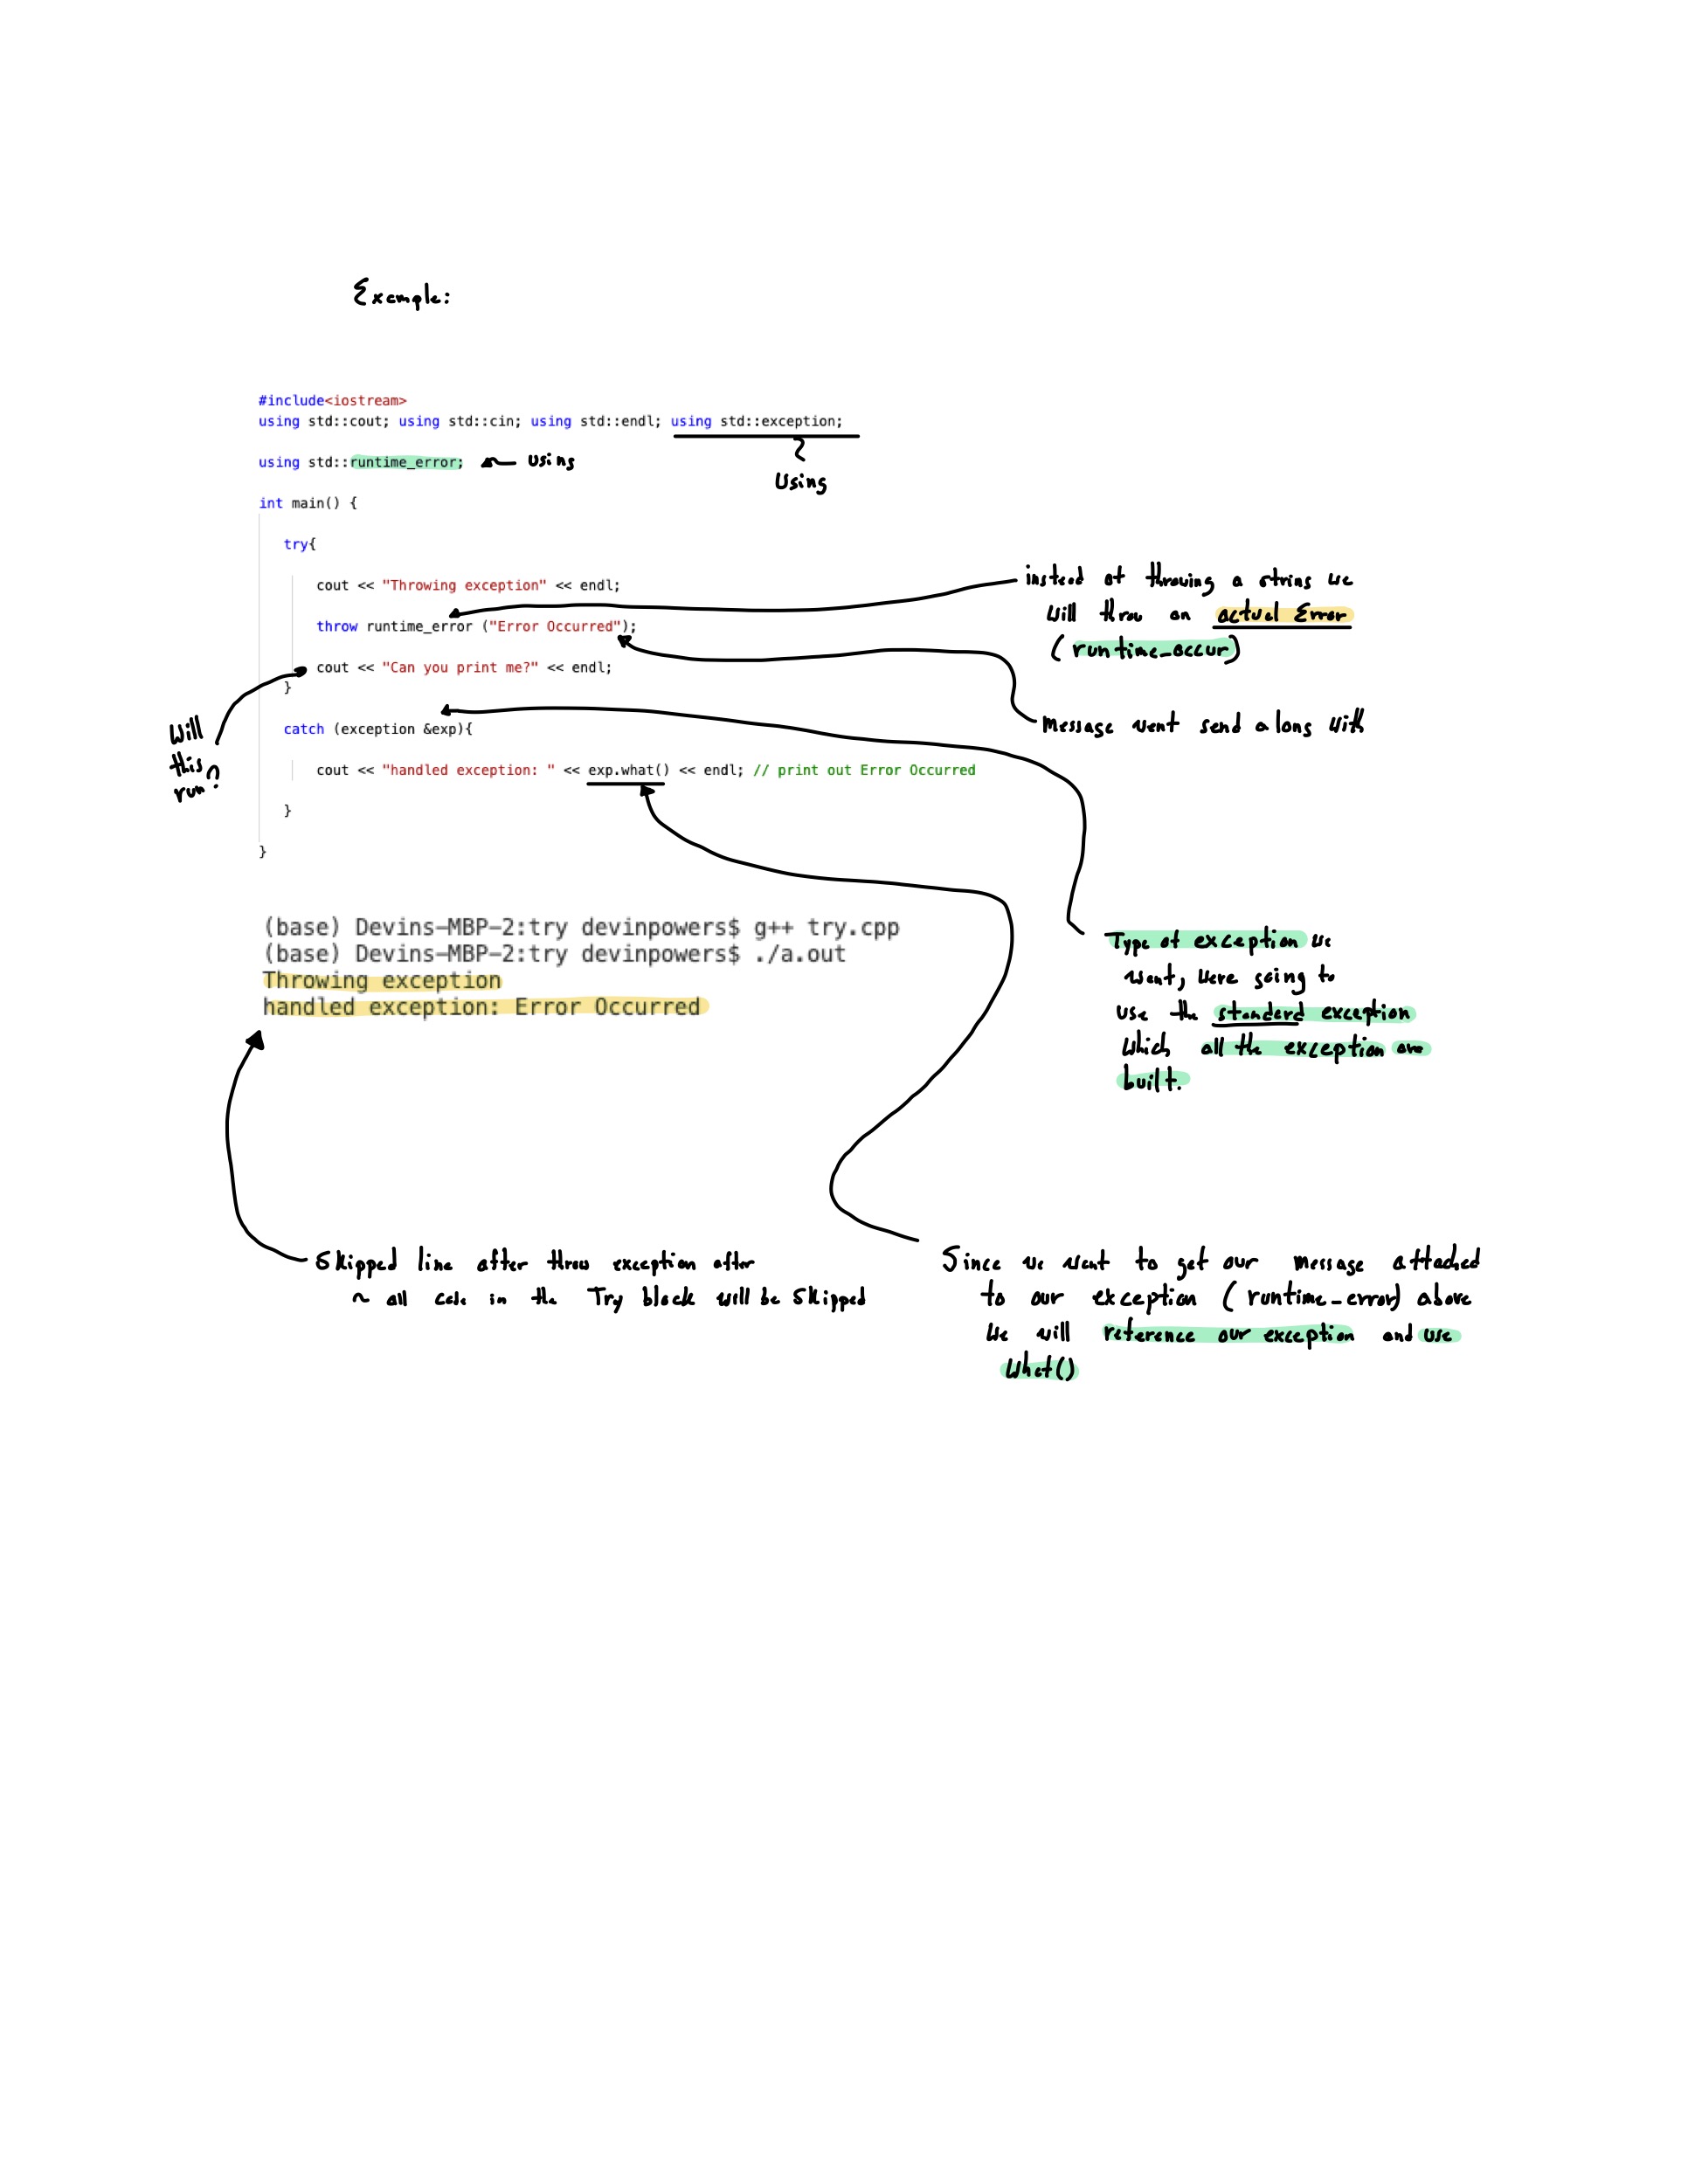 Example:
#include<iostream>
using std::cout; using std::cin; using std::endl; using std::exception;
using std::runtime_error;
using
Using
int main() {
try{
cout << "Throwing exception" << endl;
throw runtime_error ("Error Occurred");
cout << "Can you print me?" << endl;
}
catch (exception &exp){
cout << "handled exception: " << exp.what() << endl; // print out Error Occurred
}
}
instead of throwing a string we
will throw an actual Error
(runtime_occur)
Message want send along with
Will
this
run?
(base) Devins-MBP-2:try devinpowers$ g++ try.cpp
(base) Devins-MBP-2:try devinpowers$ ./a.out
Throwing exception
handled exception: Error Occurred
Type of exception we
want, were going to
use the standard exception
which all the exception are
built.
Skipped line after throw exception after
~ all code in the Try block will be skipped
Since we want to get our message attached
to our exception (runtime_error) above
we will reference our exception and use
what()